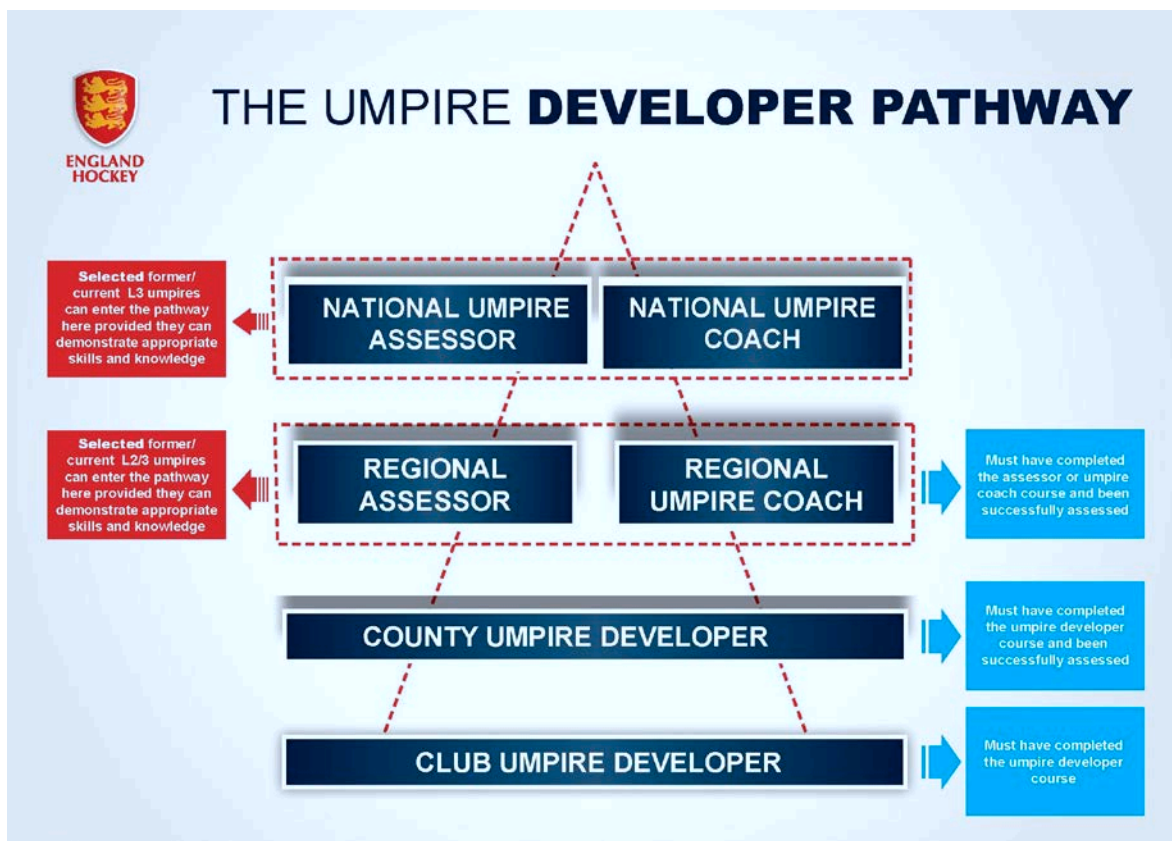 ENGLAND
HOCKEY
THE UMPIRE DEVELOPER PATHWAY
Selected former/
current L3 umpires
can enter the pathway
here provided they can
demonstrate appropriate
skills and knowledge
NATIONAL UMPIRE
ASSESSOR
NATIONAL UMPIRE
COACH
Selected former/
current L2/3 umpires
can enter the pathway
here provided they can
demonstrate appropriate
skills and knowledge
REGIONAL
ASSESSOR
REGIONAL
UMPIRE COACH
Must have completed
the assessor or umpire
coach course and been
successfully assessed
COUNTY UMPIRE DEVELOPER
Must have completed
the umpire developer
course and been
successfully assessed
CLUB UMPIRE DEVELOPER
Must have completed
the umpire developer
course